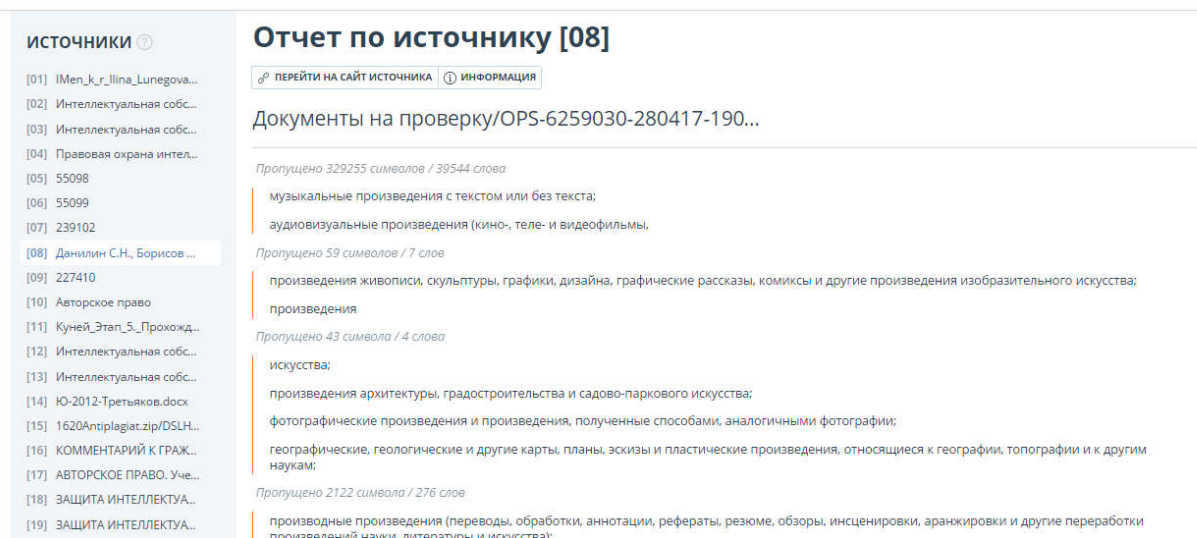 ИСТОЧНИКИ ?
[01] IMen_k_r_Ilina_Lunegova...
[02] Интеллектуальная собс...
[03] Интеллектуальная собс...
[04] Правовая охрана интел...
[05] 55098
[06] 55099
[07] 239102
[08] Данилин С.Н., Борисов ...
[09] 227410
[10] Авторское право
[11] Куней_Этап_5._Прохожд...
[12] Интеллектуальная собс...
[13] Интеллектуальная собс...
[14] Ю-2012-Третьяков.docx
[15] 1620Antiplagiat.zip/DSLH...
[16] КОММЕНТАРИЙ К ГРАЖ...
[17] АВТОРСКОЕ ПРАВО. Уче...
[18] ЗАЩИТА ИНТЕЛЛЕКТУА...
[19] ЗАЩИТА ИНТЕЛЛЕКТУА...
Отчет по источнику [08]
ПЕРЕЙТИ НА САЙТ ИСТОЧНИКА
ИНФОРМАЦИЯ
Документы на проверку/OPS-6259030-280417-190...
Пропущено 329255 символов / 39544 слова
музыкальные произведения с текстом или без текста;
аудиовизуальные произведения (кино-, теле- и видеофильмы,
Пропущено 59 символов / 7 слов
произведения живописи, скульптуры, графики, дизайна, графические рассказы, комиксы и другие произведения изобразительного искусства;
произведения
Пропущено 43 символа / 4 слова
искусства;
произведения архитектуры, градостроительства и садово-паркового искусства;
фотографические произведения и произведения, полученные способами, аналогичными фотографии;
географические, геологические и другие карты, планы, эскизы и пластические произведения, относящиеся к географии, топографии и к другим
наукам;
Пропущено 2122 символа / 276 слов
производные произведения (переводы, обработки, аннотации, рефераты, резюме, обзоры, инсценировки, аранжировки и другие переработки
произведений науки, литературы и искусства);